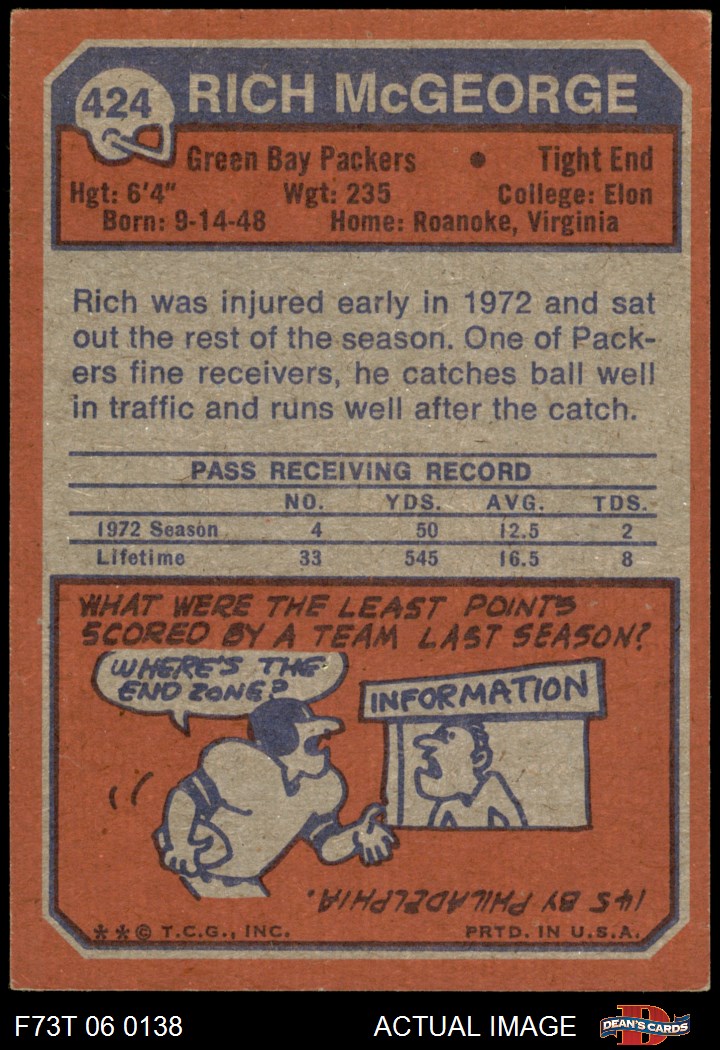 424 RICH McGEORGE
Green Bay Packers • Tight End
Hgt: 6'4" Wgt: 235 College: Elon
Born: 9-14-48 Home: Roanoke, Virginia
Rich was injured early in 1972 and sat
out the rest of the season. One of Pack-
ers fine receivers, he catches ball well
in traffic and runs well after the catch.
PASS RECEIVING RECORD
NO. YDS. AVG. TDS.
1972 Season 4 50 12.5 2
Lifetime 33 545 16.5 8
WHAT WERE THE LEAST POINTS
SCORED BY A TEAM LAST SEASON?
WHERE'S THE
END ZONE?
INFORMATION
145 BY PHILADELPHIA.
**© T.C.G., INC. PRTD. IN U.S.A.
F73T 06 0138 ACTUAL IMAGE D DEAN'S CARDS